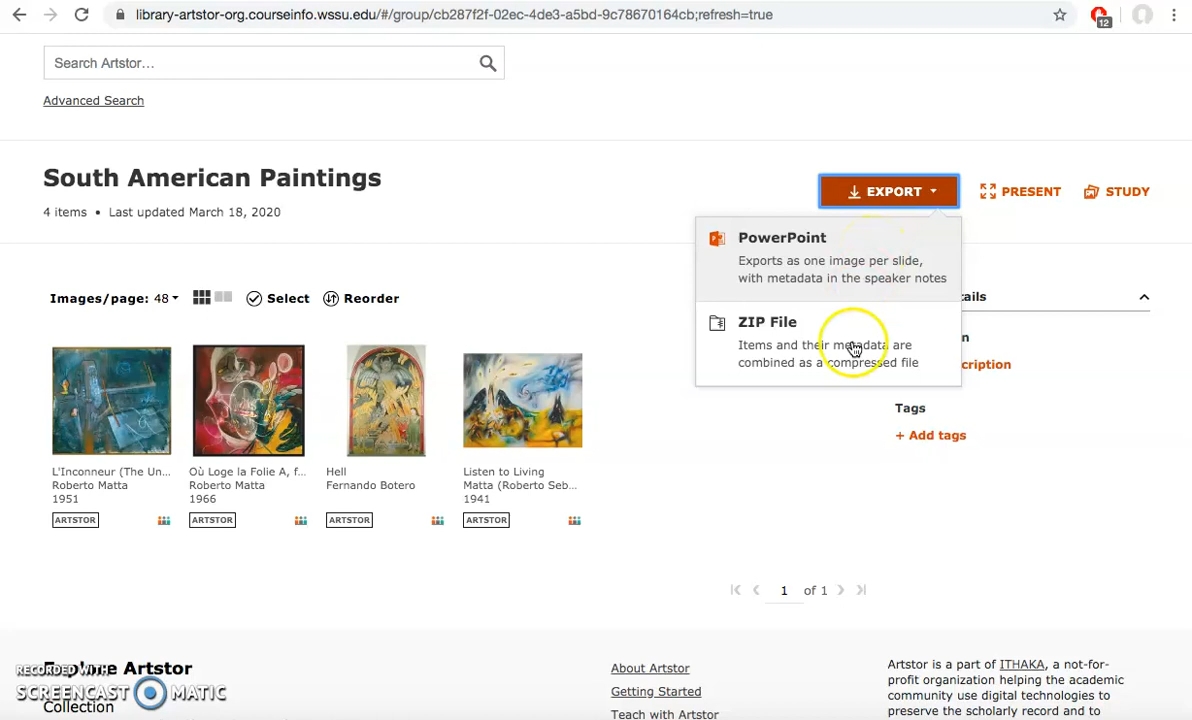 library-artstor-org.courseinfo.wssu.edu/#/group/cb287f2f-02ec-4de3-a5bd-9c78670164cb;refresh=true
12
Search Artstor...
Advanced Search
South American Paintings
4 items • Last updated March 18, 2020
EXPORT
PRESENT
STUDY
PowerPoint
Exports as one image per slide,
with metadata in the speaker notes
ZIP File
Items and their metadata are
combined as a compressed file
Images/page: 48
Select
Reorder
Tags
+ Add tags
L'Inconneur (The Un...
Roberto Matta
1951
ARTSTOR
Où Loge la Folie A, f...
Roberto Matta
1966
ARTSTOR
Hell
Fernando Botero
ARTSTOR
Listen to Living
Matta (Roberto Seb...
1941
ARTSTOR
1 of 1
Explore Artstor
Collection
About Artstor
Getting Started
Teach with Artstor
Artstor is a part of ITHAKA, a not-for-
profit organization helping the academic
community use digital technologies to
preserve the scholarly record and to
RECORDED WITH
SCREENCAST MATIC